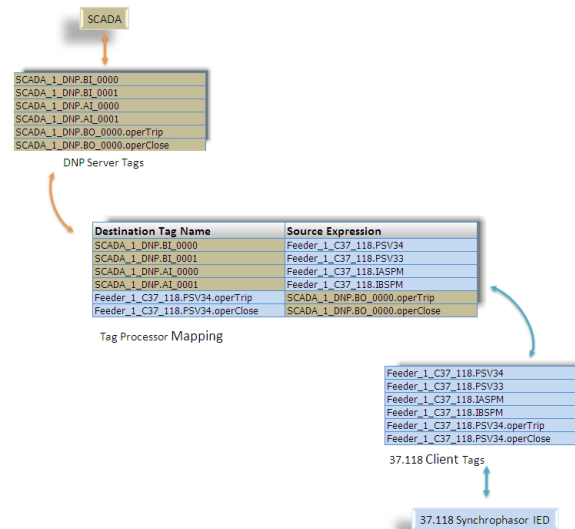 SCADA
SCADA_1_DNP.BI_0000
SCADA_1_DNP.BI_0001
SCADA_1_DNP.AI_0000
SCADA_1_DNP.AI_0001
SCADA_1_DNP.BO_0000.operTrip
SCADA_1_DNP.BO_0000.operClose
DNP Server Tags
Destination Tag Name Source Expression
SCADA_1_DNP.BI_0000 Feeder_1_C37_118.PSV34
SCADA_1_DNP.BI_0001 Feeder_1_C37_118.PSV33
SCADA_1_DNP.AI_0000 Feeder_1_C37_118.IASPM
SCADA_1_DNP.AI_0001 Feeder_1_C37_118.IBSPM
Feeder_1_C37_118.PSV34.operTrip SCADA_1_DNP.BO_0000.operTrip
Feeder_1_C37_118.PSV34.operClose SCADA_1_DNP.BO_0000.operClose
Tag Processor Mapping
Feeder_1_C37_118.PSV34
Feeder_1_C37_118.PSV33
Feeder_1_C37_118.IASPM
Feeder_1_C37_118.IBSPM
Feeder_1_C37_118.PSV34.operTrip
Feeder_1_C37_118.PSV34.operClose
37.118 Client Tags
37.118 Synchrophasor IED